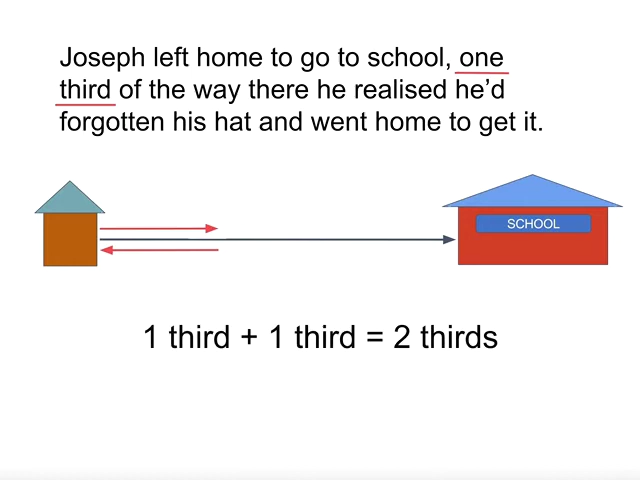 Joseph left home to go to school, one
third of the way there he realised he’d
forgotten his hat and went home to get it.
SCHOOL
1 third + 1 third = 2 thirds